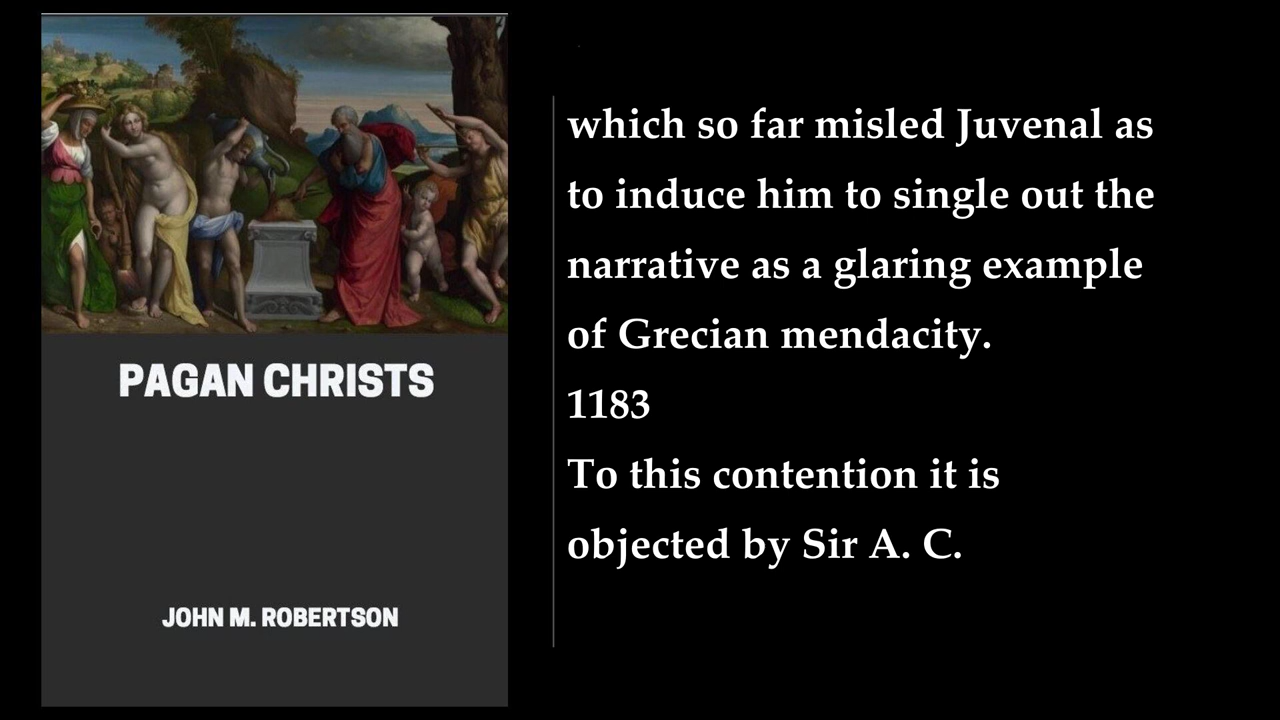 PAGAN CHRISTS
JOHN M. ROBERTSON
which so far misled Juvenal as
to induce him to single out the
narrative as a glaring example
of Grecian mendacity.
1183
To this contention it is
objected by Sir A. C.